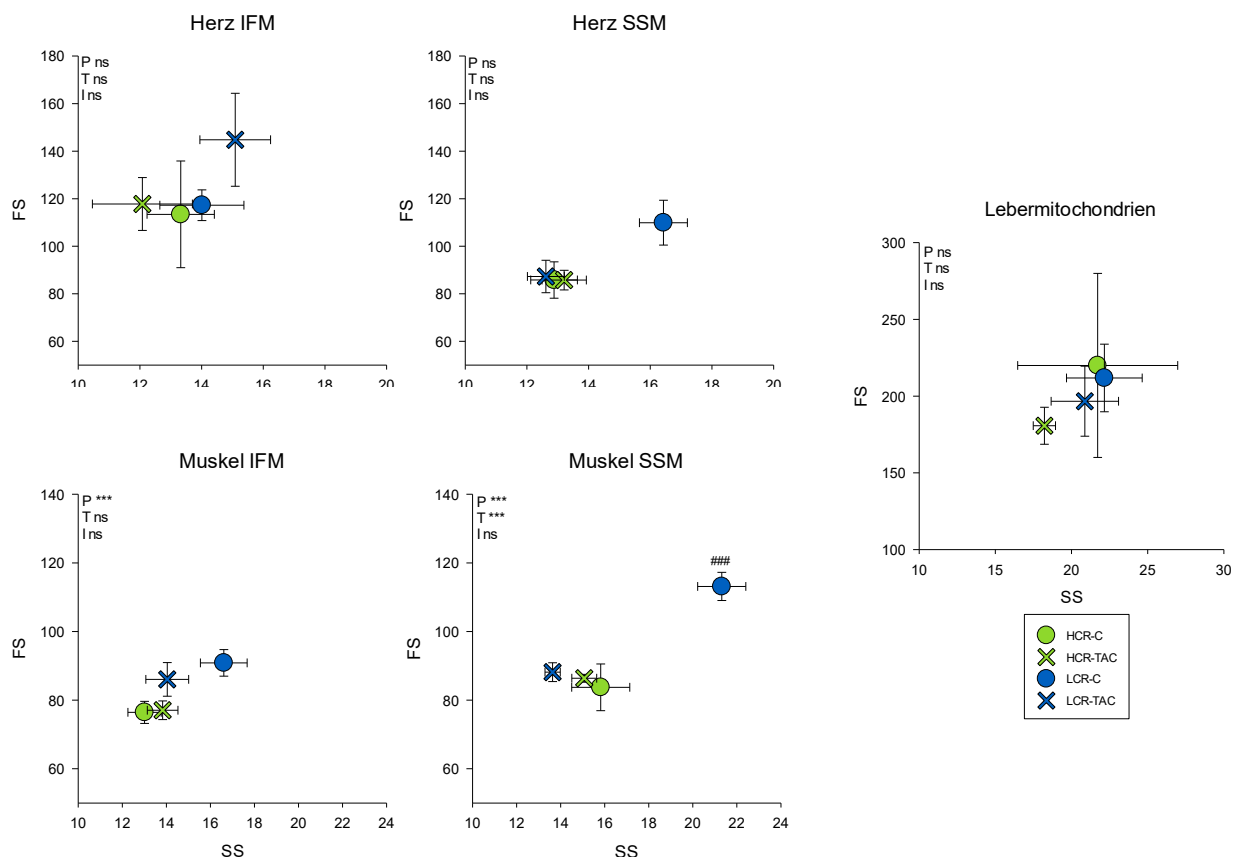 Herz IFM
180
160
140
120
100
80
60
FS
P ns
T ns
I ns
10 12 14 16 18 20
Herz SSM
180
160
140
120
100
80
60
FS
P ns
T ns
I ns
10 12 14 16 18 20
Lebermitochondrien
300
250
200
150
100
FS
P ns
T ns
I ns
10 15 20 25 30
SS
HCR-C
HCR-TAC
LCR-C
LCR-TAC
Muskel IFM
140
120
100
80
60
FS
P ***
T ns
I ns
10 12 14 16 18 20 22 24
SS
Muskel SSM
140
120
100
80
60
FS
P ***
T ***
I ns
###
10 12 14 16 18 20 22 24
SS